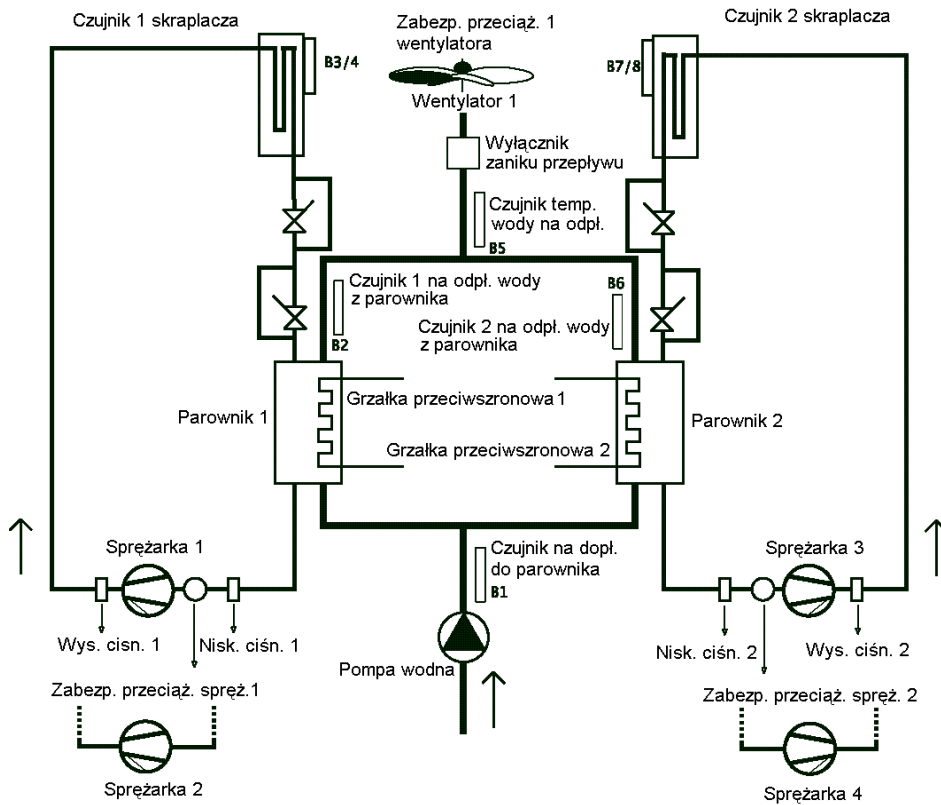 Czujnik 1 skraplacza
Zabezp. przeciąż. 1
wentylatora
Czujnik 2 skraplacza
B3/4
B7/8
Wentylator 1
Wyłącznik
zaniku przepływu
Czujnik temp.
wody na odpł.
B5
Czujnik 1 na odpł. wody
z parownika
B2
B6
Czujnik 2 na odpł. wody
z parownika
Parownik 1
Grzałka przeciwszronowa 1
Grzałka przeciwszronowa 2
Parownik 2
Sprężarka 1
Czujnik na dopł.
do parownika
B1
Sprężarka 3
Wys. cisn. 1
Nisk. ciśn. 1
Pompa wodna
Nisk. ciśn. 2
Wys. ciśn. 2
Zabezp. przeciąż. spręż.1
Zabezp. przeciąż. spręż. 2
Sprężarka 2
Sprężarka 4